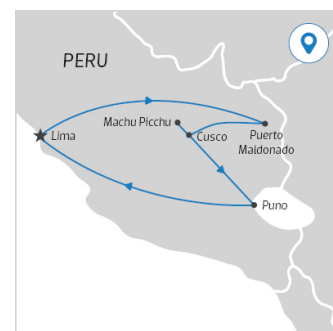 PERU
Machu Picchu
Lima
Cusco
Puerto
Maldonado
Puno